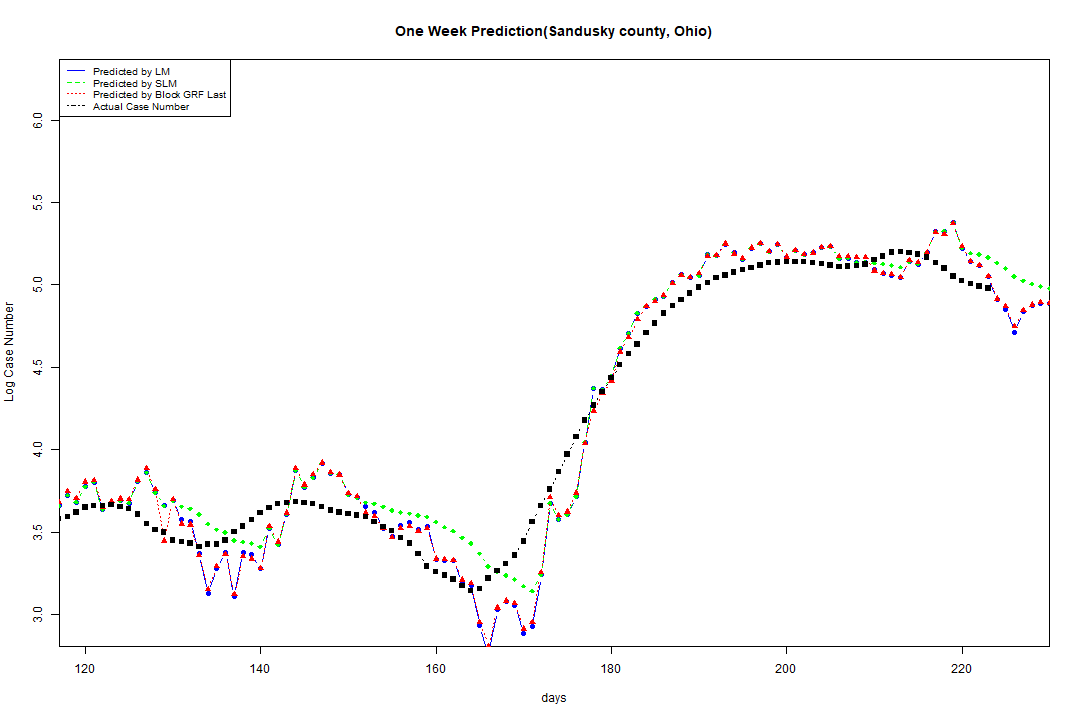 One Week Prediction(Sandusky county, Ohio)
Predicted by LM
Predicted by SLM
Predicted by Block GRF Last
Actual Case Number
6.0
5.5
5.0
4.5
4.0
3.5
3.0
Log Case Number
120 140 160 180 200 220
days